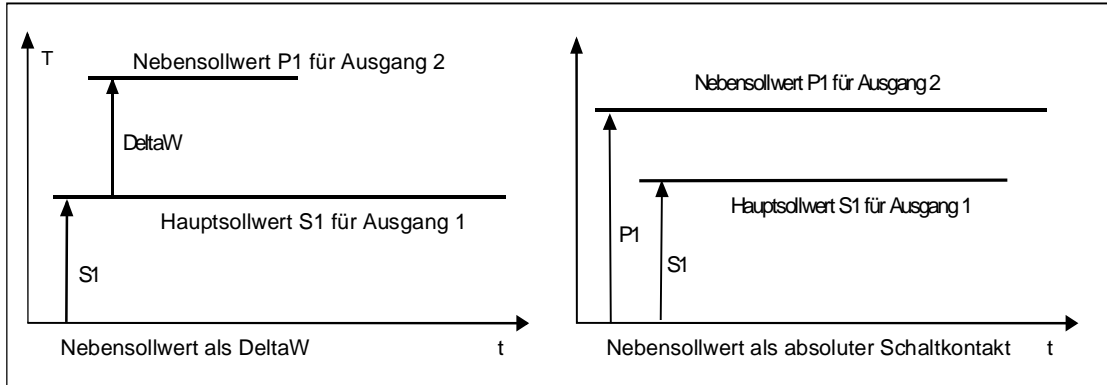 T
Nebensollwert P1 für Ausgang 2
DeltaW
Hauptsollwert S1 für Ausgang 1
S1
Nebensollwert als DeltaW t
Nebensollwert P1 für Ausgang 2
Hauptsollwert S1 für Ausgang 1
P1
S1
Nebensollwert als absoluter Schaltkontakt t